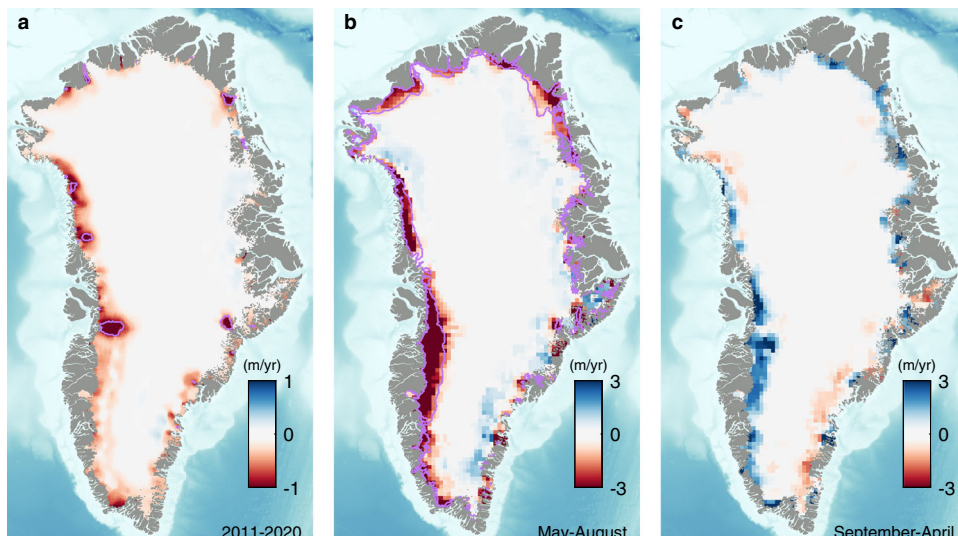 a
b
c
(m/yr)
1
0
-1
2011-2020
(m/yr)
3
0
-3
May-August
(m/yr)
3
0
-3
September-April